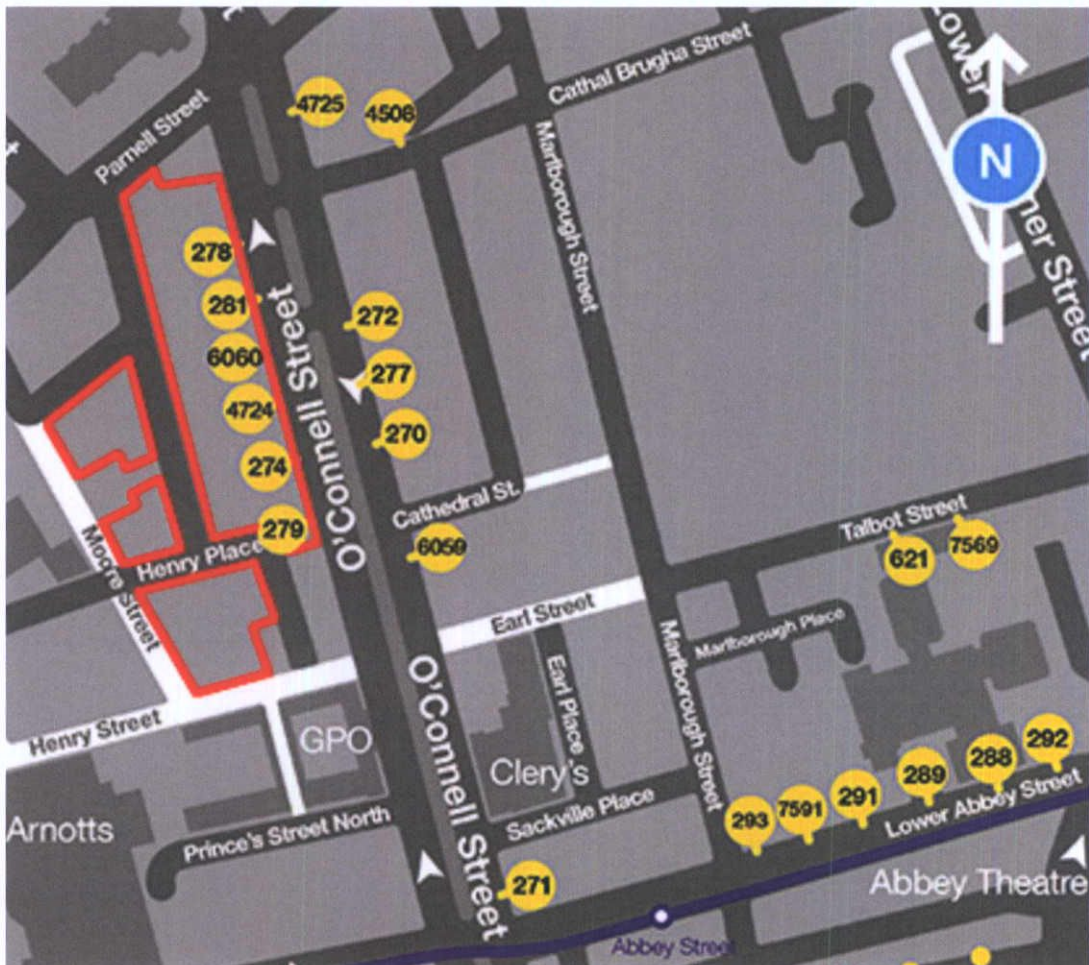 Lower
4725
4508
Cathal Brugha Street
Parnell Street
Marlborough Street
N
ner Street
278
281
272
O'Connell Street
6060
277
4724
270
274
279
Cathedral St.
Henry Place
6059
Talbot Street
621
7569
Moore Street
Earl Street
Marlborough Place
Marlborough Street
Earl Place
O'Connell Street
Henry Street
GPO
Clery's
292
288
289
291
7591
293
Lower Abbey Street
Sackville Place
Arnotts
Prince's Street North
271
Abbey Theatre
Abbey Street